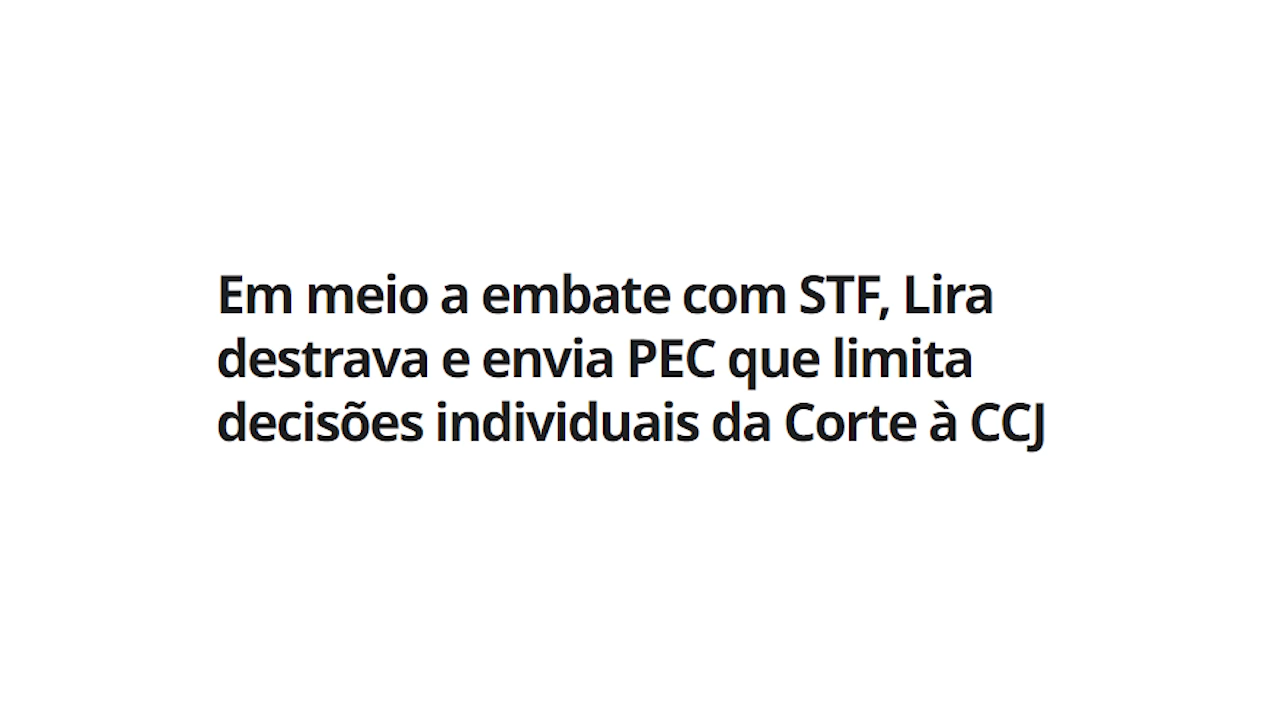 Em meio a embate com STF, Lira
destrava e envia PEC que limita
decisões individuais da Corte à CCJ